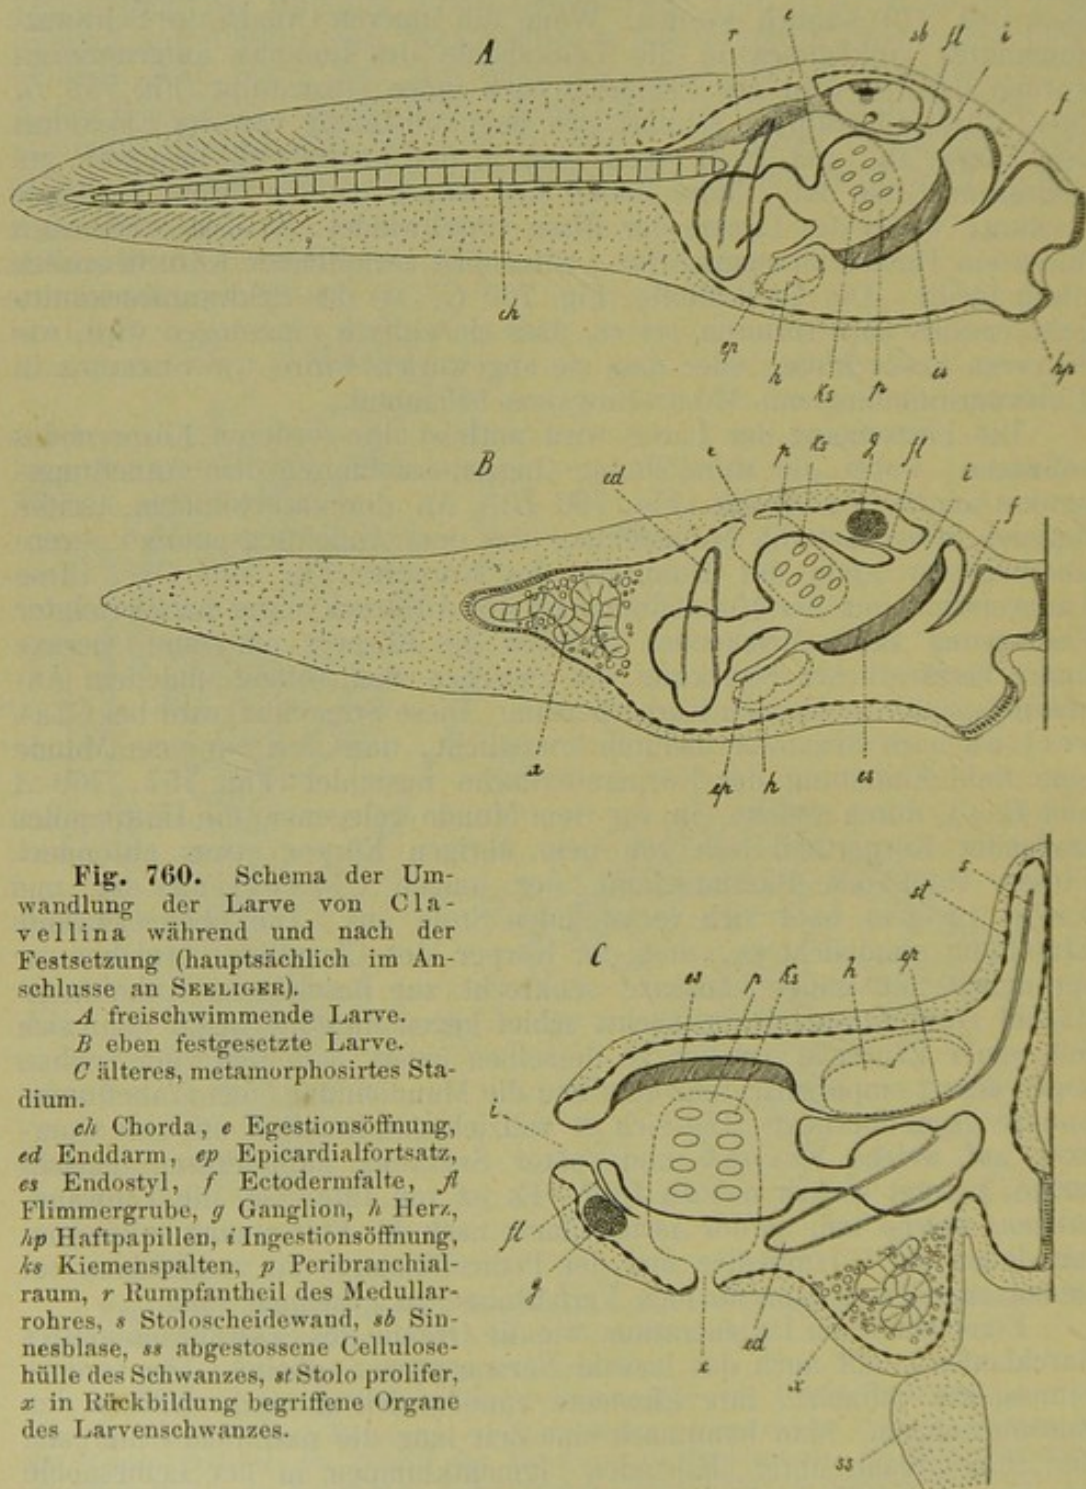 A
r
e
sb fl i
f
ch
ep
h
ks
p
es
hp
B
ed
e
p
ks
g
fl
i
f
x
ep
h
es
Fig. 760. Schema der Um-
wandlung der Larve von Cla-
vellina während und nach der
Festsetzung (hauptsächlich im An-
schlusse an SEELIGER).
A freischwimmende Larve.
B eben festgesetzte Larve.
C älteres, metamorphosirtes Sta-
dium.
ch Chorda, e Egestionsöffnung,
ed Enddarm, ep Epicardialfortsatz,
es Endostyl, f Ectodermfalte, fl
Flimmergrube, g Ganglion, h Herz,
hp Haftpapillen, i Ingestionsöffnung,
ks Kiemenspalten, p Peribranchial-
raum, r Rumpfantheil des Medullar-
rohres, s Stoloscheidewand, sb Sin-
nesblase, ss abgestossene Cellulose-
hülle des Schwanzes, st Stolo prolifer,
x in Rückbildung begriffene Organe
des Larvenschwanzes.
C
s
st
es
p
ks
h
ep
i
fl
g
e
ed
x
ss